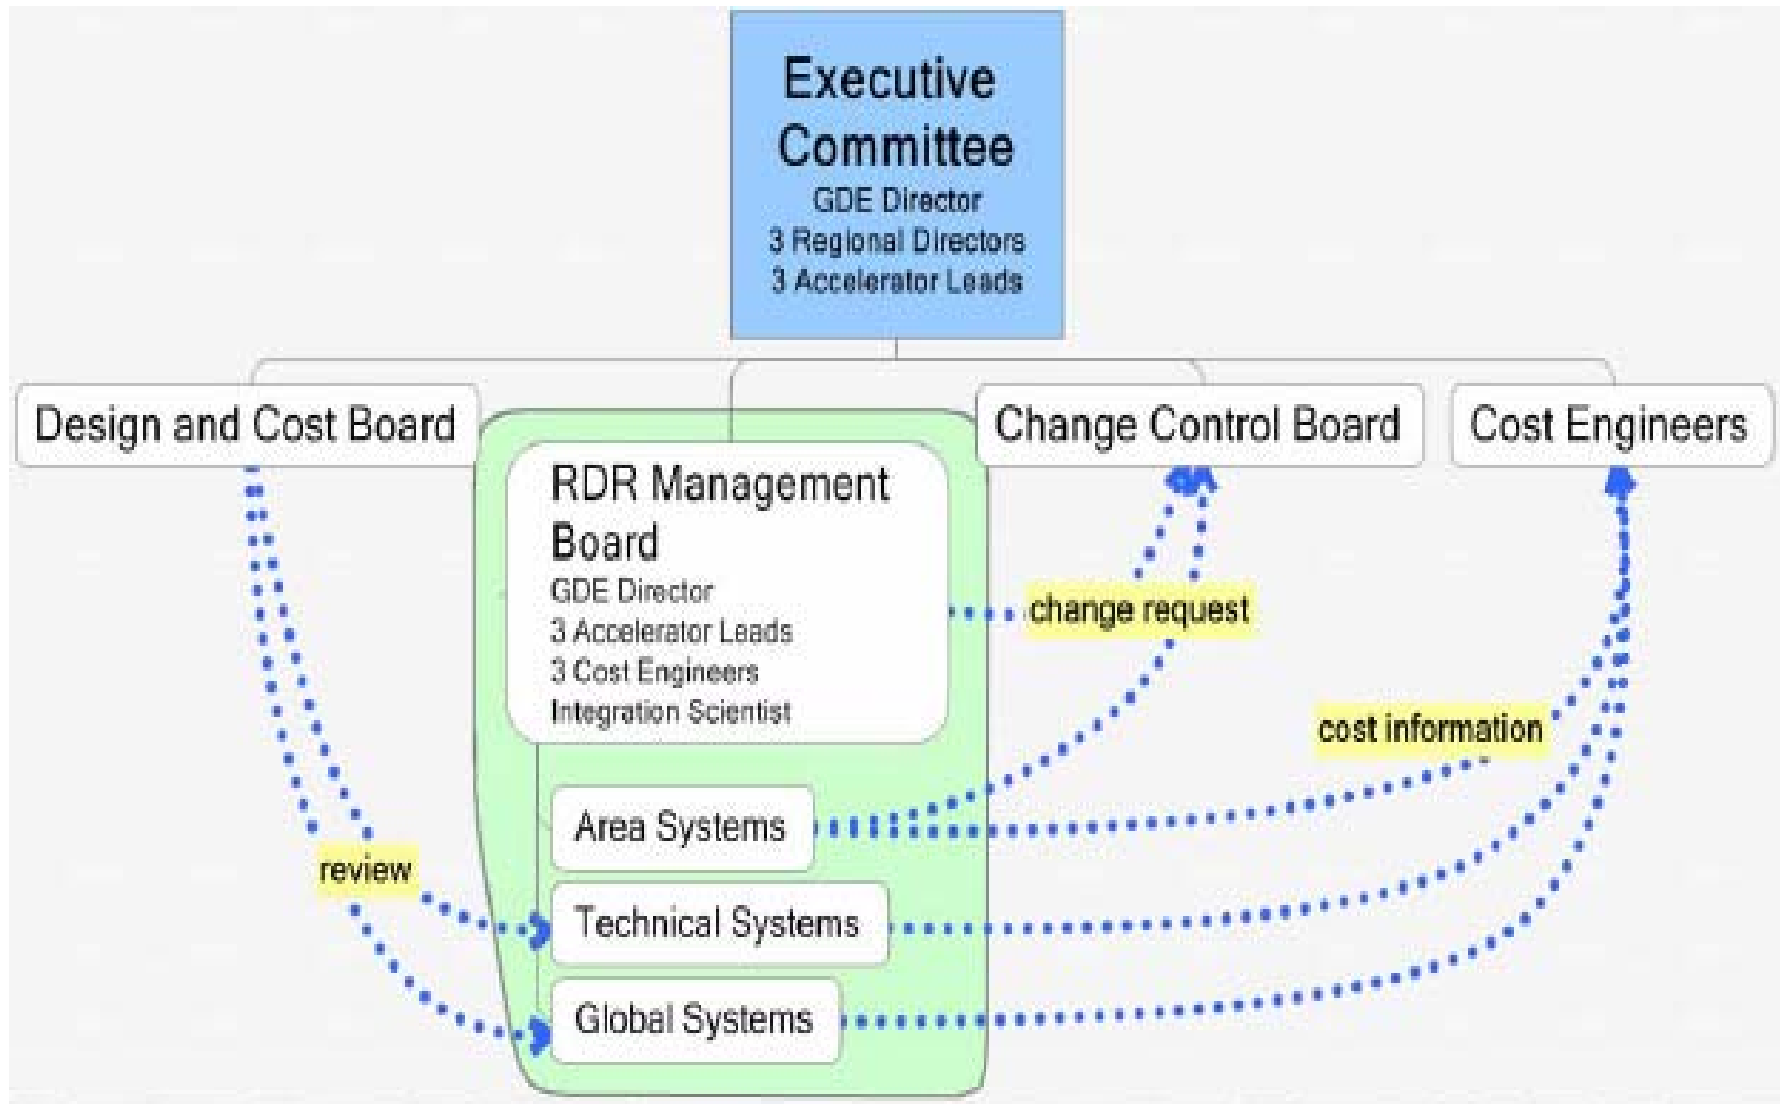 Executive
Committee
GDE Director
3 Regional Directors
3 Accelerator Leads
Design and Cost Board
Change Control Board
Cost Engineers
RDR Management
Board
GDE Director
3 Accelerator Leads
3 Cost Engineers
Integration Scientist
change request
cost information
Area Systems
review
Technical Systems
Global Systems